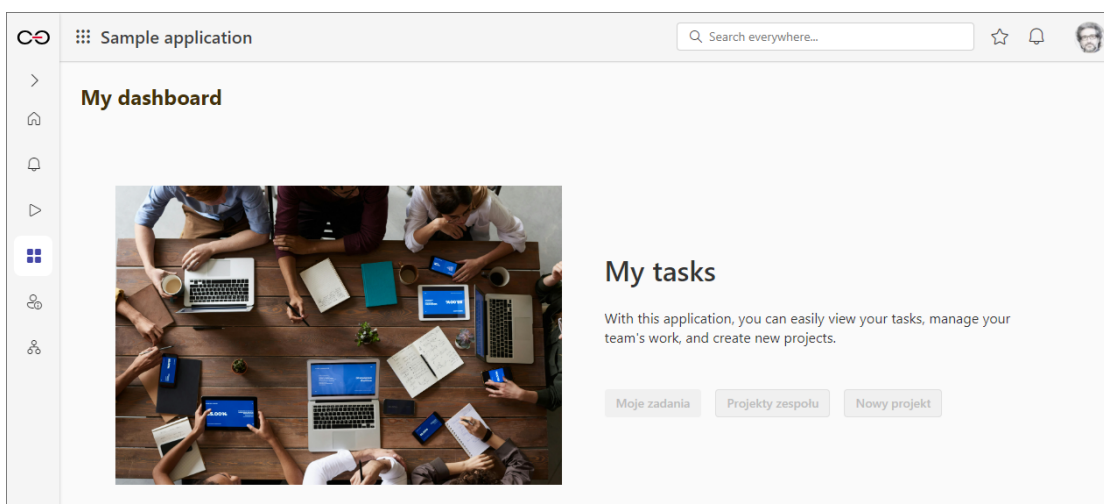 Sample application
Search everywhere...
My dashboard
My tasks
With this application, you can easily view your tasks, manage your
team's work, and create new projects.
Moje zadania
Projekty zespołu
Nowy projekt